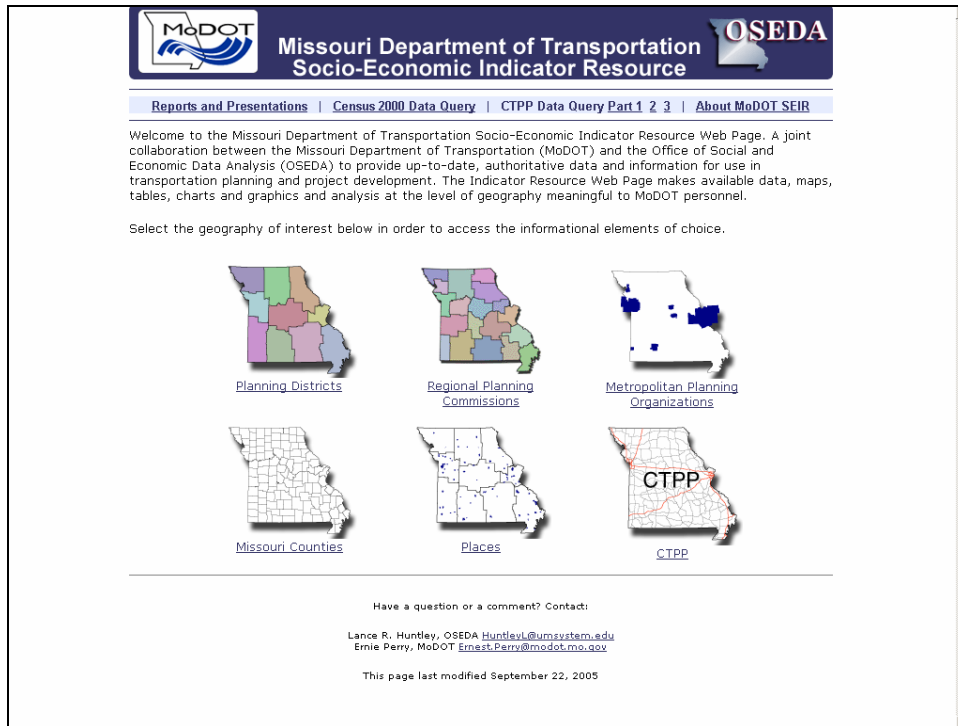 MoDOT
Missouri Department of Transportation
Socio-Economic Indicator Resource
OSEDA
Reports and Presentations | Census 2000 Data Query | CTPP Data Query Part 1 2 3 | About MoDOT SEIR
Welcome to the Missouri Department of Transportation Socio-Economic Indicator Resource Web Page. A joint
collaboration between the Missouri Department of Transportation (MoDOT) and the Office of Social and
Economic Data Analysis (OSEDA) to provide up-to-date, authoritative data and information for use in
transportation planning and project development. The Indicator Resource Web Page makes available data, maps,
tables, charts and graphics and analysis at the level of geography meaningful to MoDOT personnel.
Select the geography of interest below in order to access the informational elements of choice.
Planning Districts
Regional Planning
Commissions
Metropolitan Planning
Organizations
CTPP
Missouri Counties
Places
CTPP
Have a question or a comment? Contact:
Lance R. Huntley, OSEDA HuntleyL@umsystem.edu
Ernie Perry, MoDOT Ernest.Perry@modot.mo.gov
This page last modified September 22, 2005